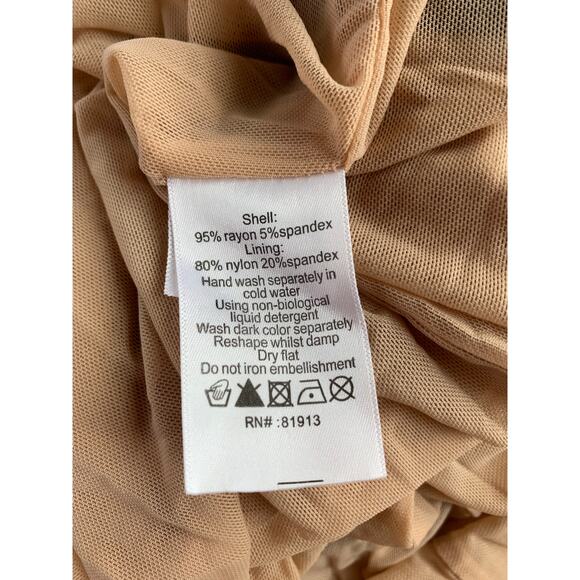 Shell:
95% rayon 5%spandex
Lining:
80% nylon 20%spandex
Hand wash separately in
cold water
Using non-biological
liquid detergent
Wash dark color separately
Reshape whilst damp
Dry flat
Do not iron embellishment
RN# :81913